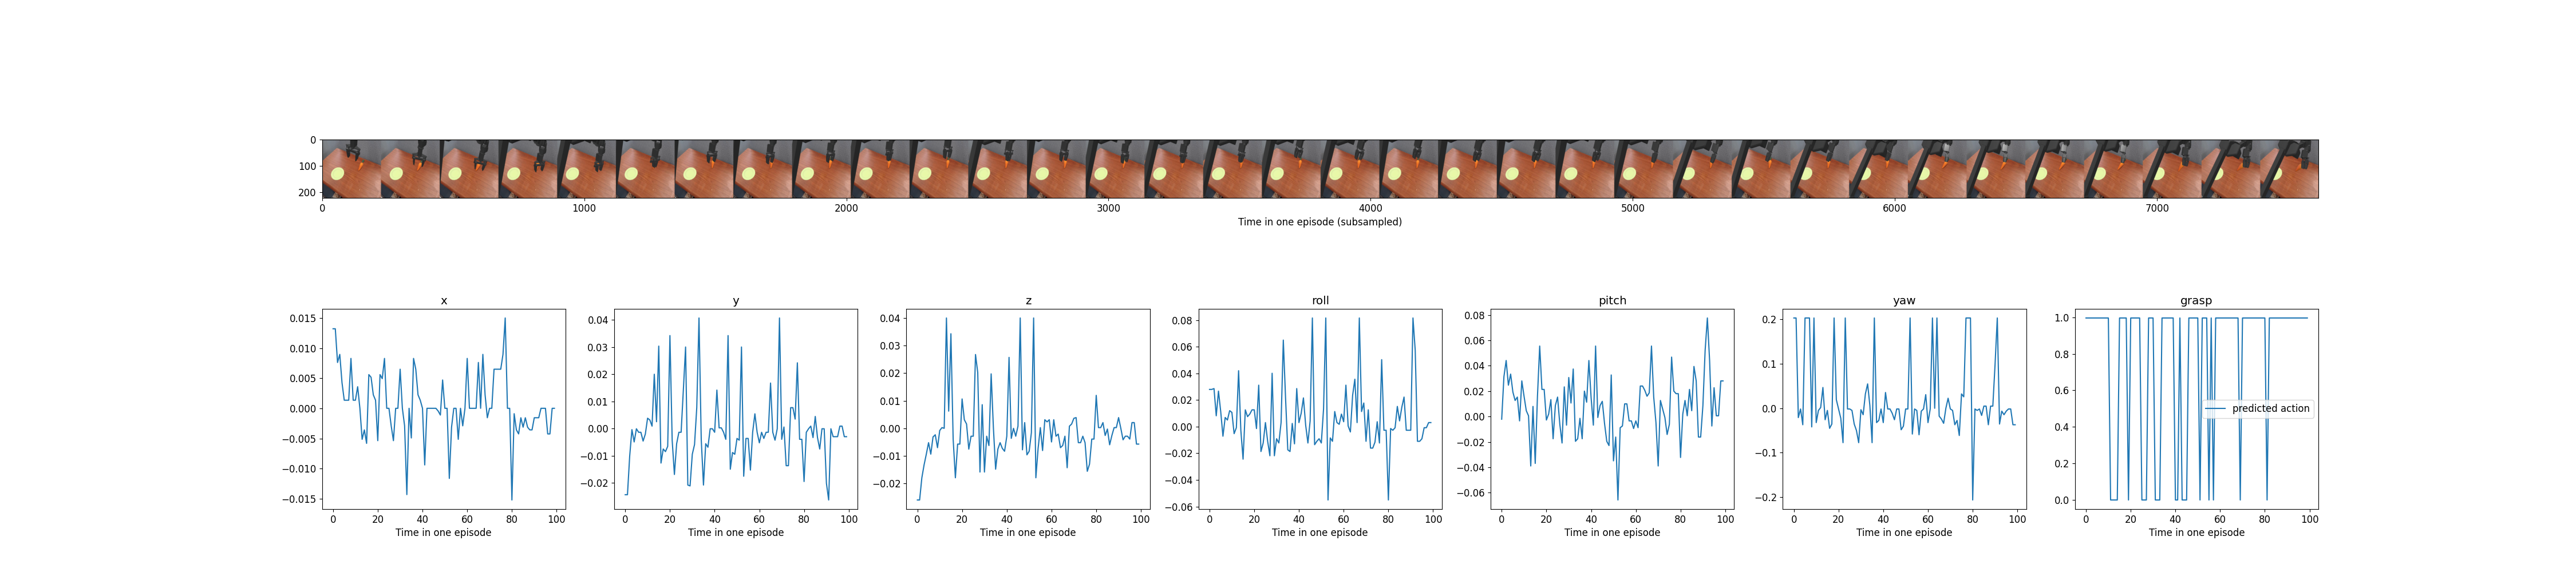 0
100
200
0 1000 2000 3000 4000 5000 6000 7000
Time in one episode (subsampled)
x
0.015
0.010
0.005
0.000
−0.005
−0.010
−0.015
0 20 40 60 80 100
Time in one episode
y
0.04
0.03
0.02
0.01
0.00
−0.01
−0.02
0 20 40 60 80 100
Time in one episode
z
0.04
0.03
0.02
0.01
0.00
−0.01
−0.02
0 20 40 60 80 100
Time in one episode
roll
0.08
0.06
0.04
0.02
0.00
−0.02
−0.04
−0.06
0 20 40 60 80 100
Time in one episode
pitch
0.08
0.06
0.04
0.02
0.00
−0.02
−0.04
−0.06
0 20 40 60 80 100
Time in one episode
yaw
0.2
0.1
0.0
−0.1
−0.2
0 20 40 60 80 100
Time in one episode
grasp
1.0
0.8
0.6
0.4
0.2
0.0
predicted action
0 20 40 60 80 100
Time in one episode